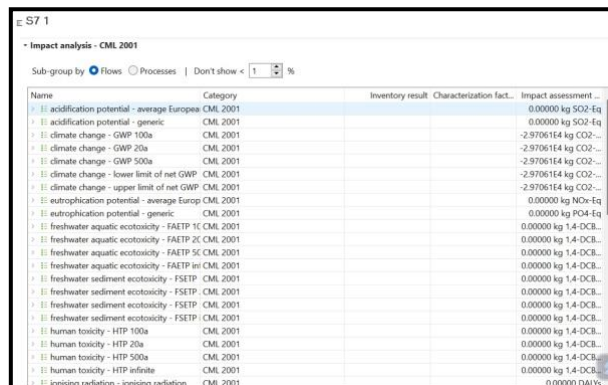 E S7 1
Impact analysis - CML 2001
Sub-group by Flows Processes | Don't show < 1 %
Name Category Inventory result Characterization fact... Impact assessment ...
acidification potential - average Europea CML 2001 0.00000 kg SO2-Eq
acidification potential - generic CML 2001 0.00000 kg SO2-Eq
climate change - GWP 100a CML 2001 -2.97061E4 kg CO2-...
climate change - GWP 20a CML 2001 -2.97061E4 kg CO2-...
climate change - GWP 500a CML 2001 -2.97061E4 kg CO2-...
climate change - lower limit of net GWP CML 2001 -2.97061E4 kg CO2-...
climate change - upper limit of net GWP CML 2001 -2.97061E4 kg CO2-...
eutrophication potential - average Europ CML 2001 0.00000 kg NOx-Eq
eutrophication potential - generic CML 2001 0.00000 kg PO4-Eq
freshwater aquatic ecotoxicity - FAETP 10 CML 2001 0.00000 kg 1,4-DCB...
freshwater aquatic ecotoxicity - FAETP 20 CML 2001 0.00000 kg 1,4-DCB...
freshwater aquatic ecotoxicity - FAETP 50 CML 2001 0.00000 kg 1,4-DCB...
freshwater aquatic ecotoxicity - FAETP in CML 2001 0.00000 kg 1,4-DCB...
freshwater sediment ecotoxicity - FSETP CML 2001 0.00000 kg 1,4-DCB...
freshwater sediment ecotoxicity - FSETP CML 2001 0.00000 kg 1,4-DCB...
freshwater sediment ecotoxicity - FSETP CML 2001 0.00000 kg 1,4-DCB...
freshwater sediment ecotoxicity - FSETP CML 2001 0.00000 kg 1,4-DCB...
human toxicity - HTP 100a CML 2001 0.00000 kg 1,4-DCB...
human toxicity - HTP 20a CML 2001 0.00000 kg 1,4-DCB...
human toxicity - HTP 500a CML 2001 0.00000 kg 1,4-DCB...
human toxicity - HTP infinite CML 2001 0.00000 kg 1,4-DCB...
ionising radiation - ionising radiation CML 2001 0.00000 DALYs